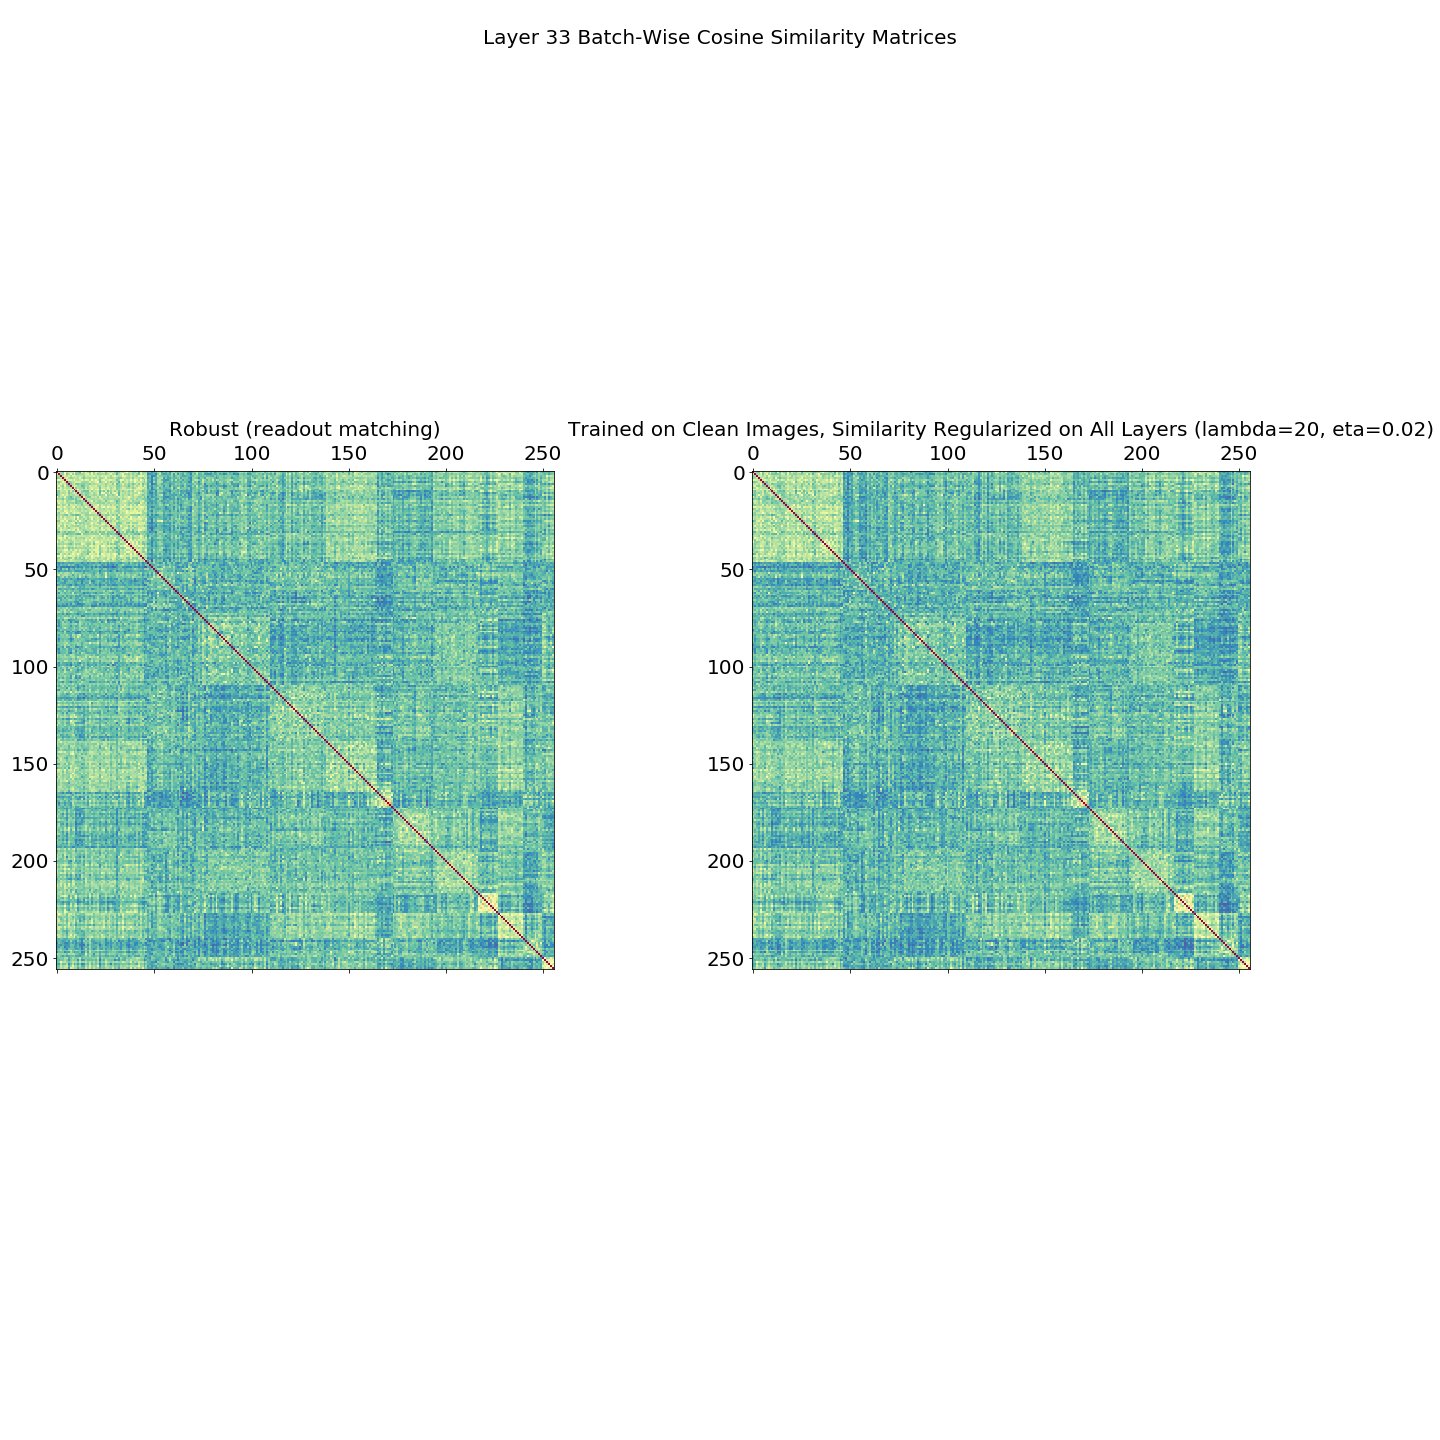 Layer 33 Batch-Wise Cosine Similarity Matrices
Robust (readout matching)
0 50 100 150 200 250
0
50
100
150
200
250
Trained on Clean Images, Similarity Regularized on All Layers (lambda=20, eta=0.02)
0 50 100 150 200 250
0
50
100
150
200
250